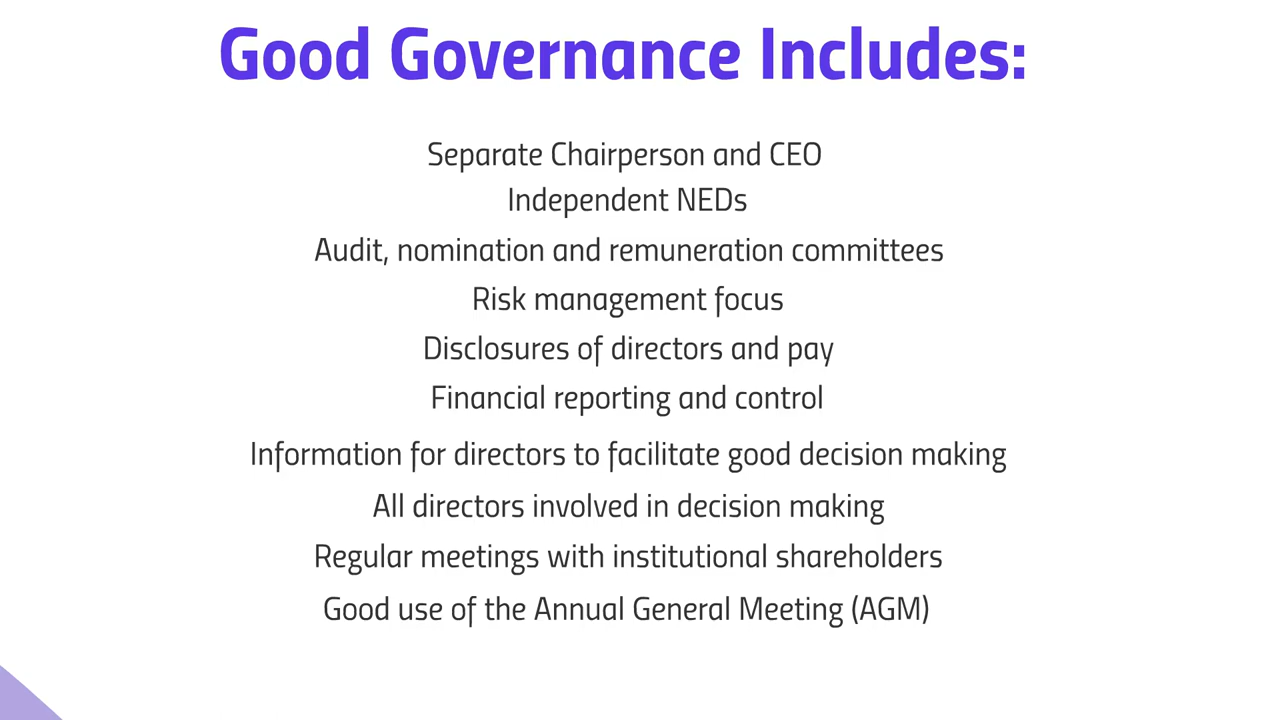 Good Governance Includes:
Separate Chairperson and CEO
Independent NEDs
Audit, nomination and remuneration committees
Risk management focus
Disclosures of directors and pay
Financial reporting and control
Information for directors to facilitate good decision making
All directors involved in decision making
Regular meetings with institutional shareholders
Good use of the Annual General Meeting (AGM)